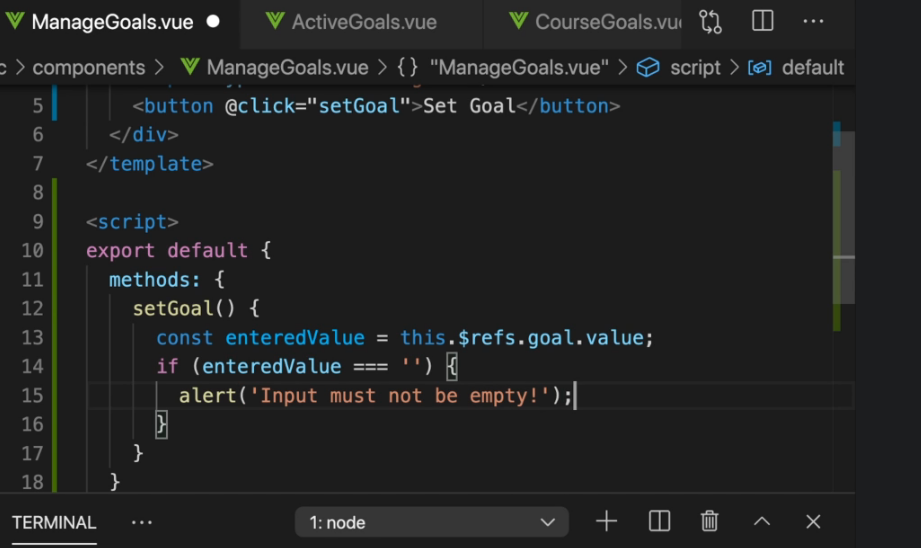 ManageGoals.vue ActiveGoals.vue CourseGoals.vue
c > components > ManageGoals.vue > {} "ManageGoals.vue" > script > default
5 <button @click="setGoal">Set Goal</button>
6 </div>
7 </template>
8
9 <script>
10 export default {
11 methods: {
12 setGoal() {
13 const enteredValue = this.$refs.goal.value;
14 if (enteredValue === '') {
15 alert('Input must not be empty!');
16 }
17 }
18 }
TERMINAL ... 1: node